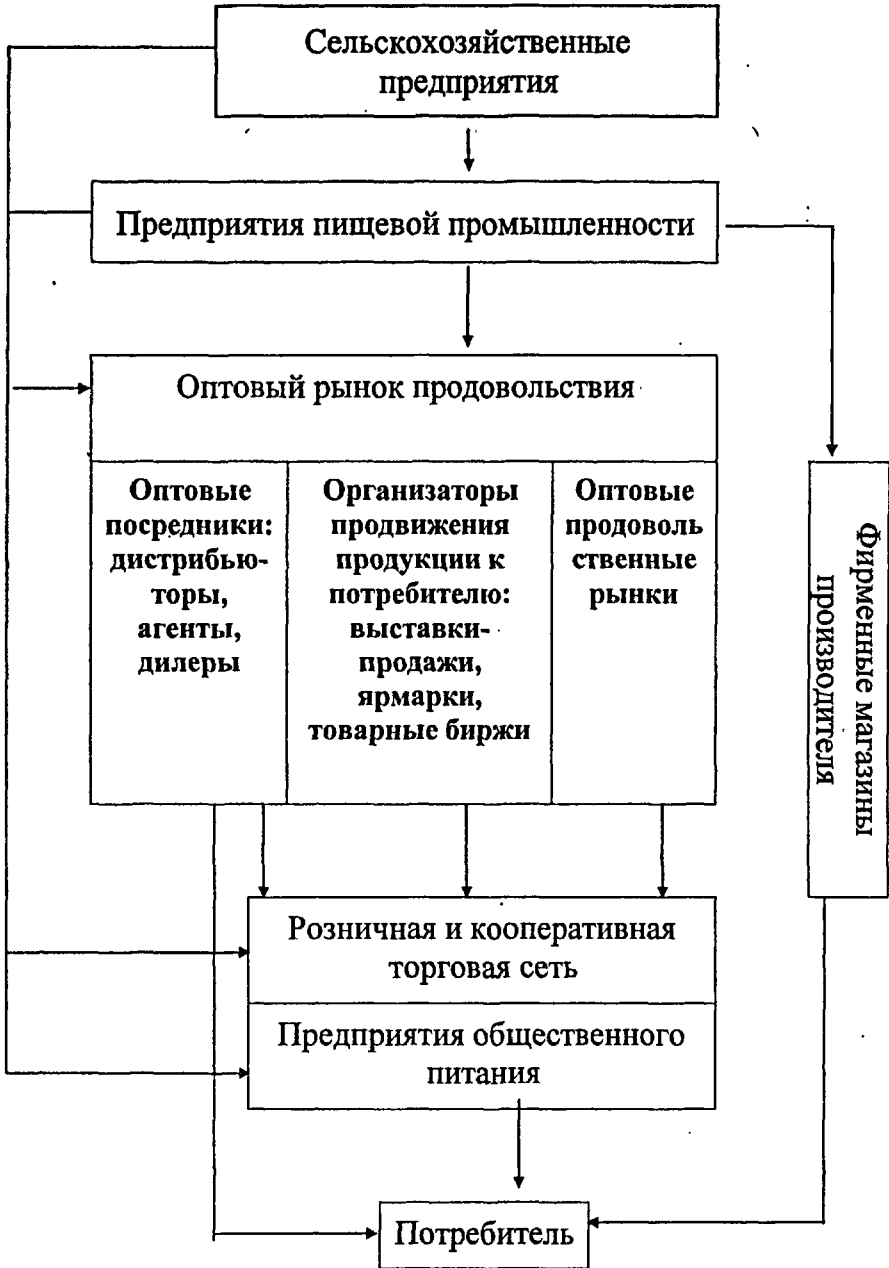 Сельскохозяйственные
предприятия
Предприятия пищевой промышленности
Оптовый рынок продовольствия
Оптовые
посредники:
дистрибью-
торы,
агенты,
дилеры
Организаторы
продвижения
продукции к
потребителю:
выставки-
продажи,
ярмарки,
товарные биржи
Оптовые
продоволь
ственные
рынки
Фирменные магазины
производителя
Розничная и кооперативная
торговая сеть
Предприятия общественного
питания
Потребитель